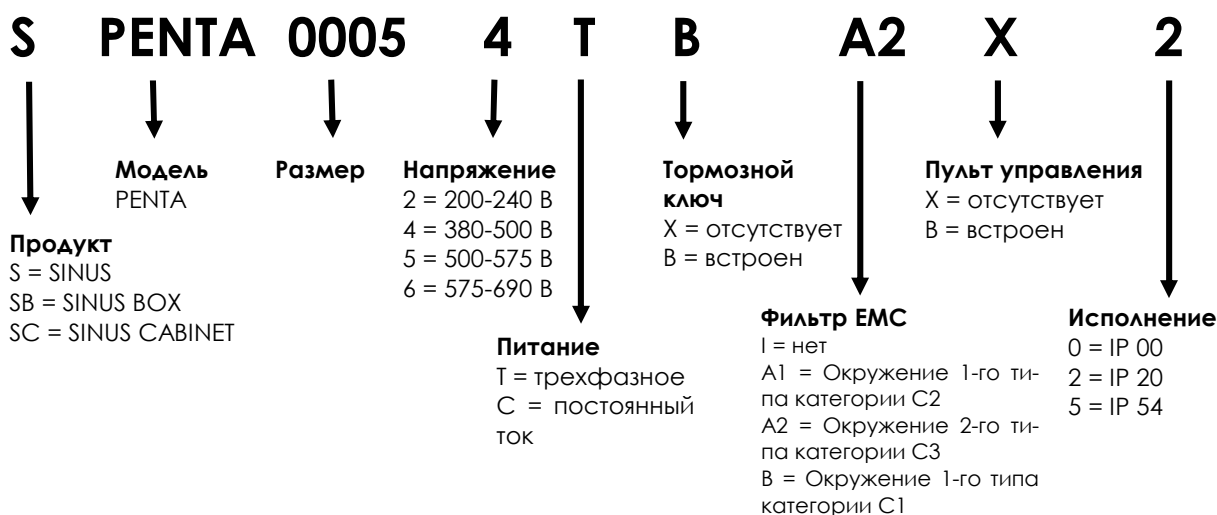 S PENTA 0005 4 T B A2 X 2
Модель
PENTA
Размер
Напряжение
2 = 200-240 В
4 = 380-500 В
5 = 500-575 В
6 = 575-690 В
Тормозной
ключ
X = отсутствует
B = встроен
Пульт управления
X = отсутствует
B = встроен
Продукт
S = SINUS
SB = SINUS BOX
SC = SINUS CABINET
Питание
T = трехфазное
C = постоянный
ток
Фильтр EMC
I = нет
A1 = Окружение 1-го ти-
па категории C2
A2 = Окружение 2-го ти-
па категории C3
B = Окружение 1-го типа
категории C1
Исполнение
0 = IP 00
2 = IP 20
5 = IP 54